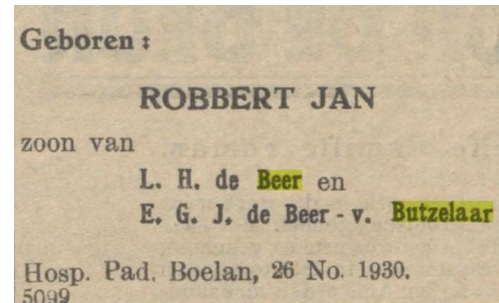 Geboren :
ROBBERT JAN
zoon van
L. H. de Beer en
E. G. J. de Beer - v. Butzelaar
Hosp. Pad. Boelan, 26 No. 1930.
5099